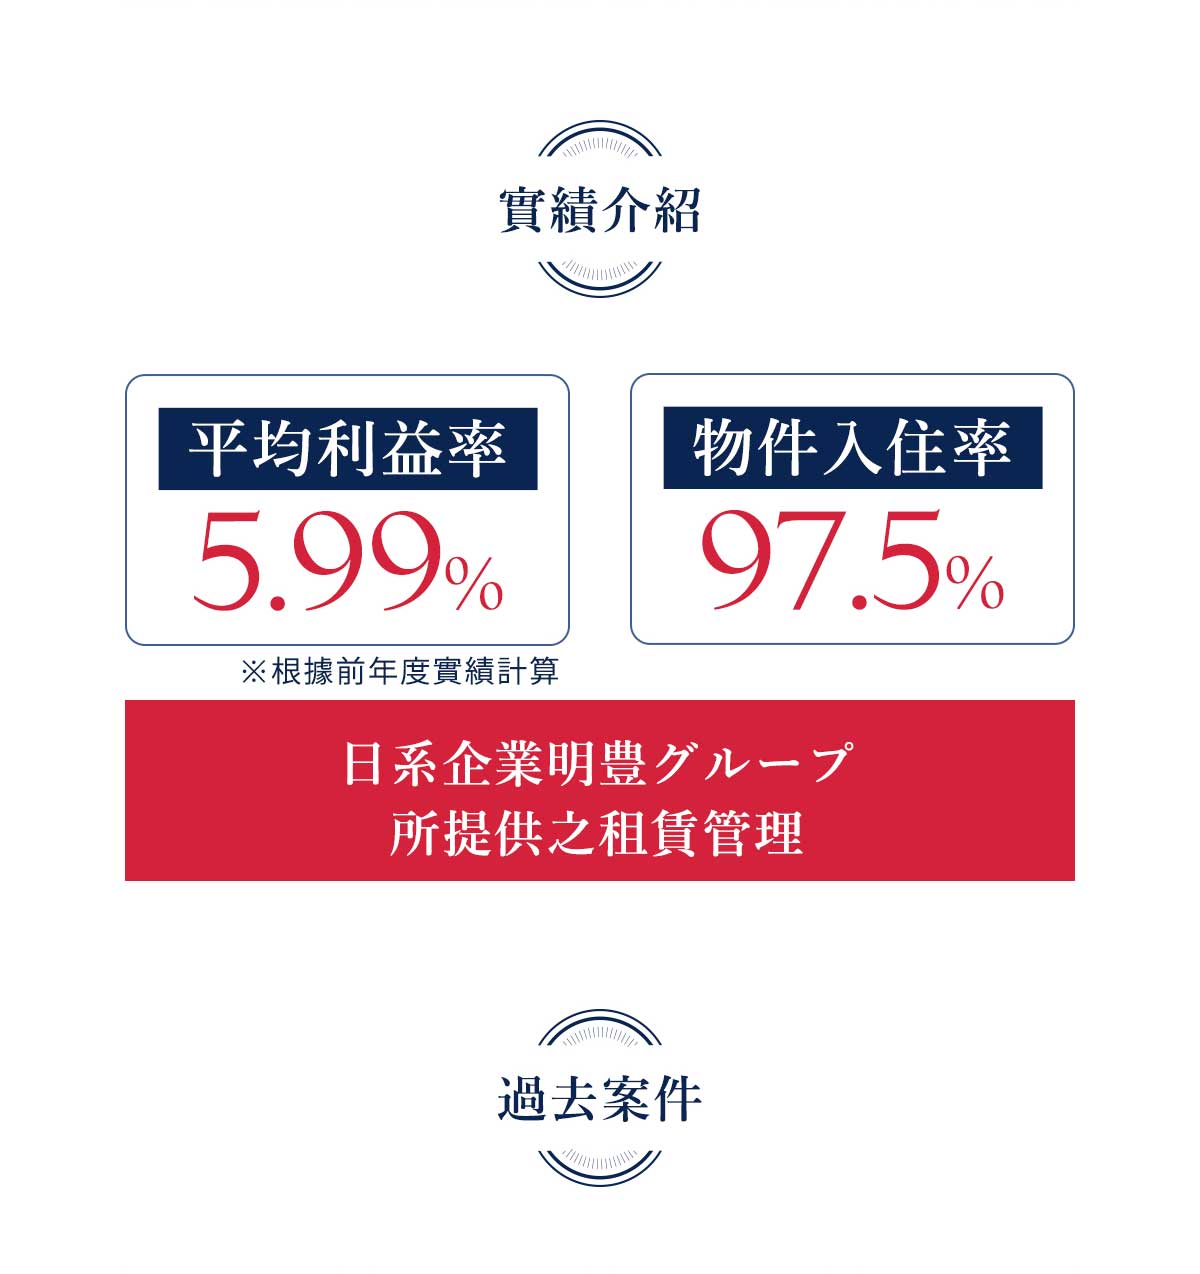 實績介紹
平均利益率
5.99%
物件入住率
97.5%
※根據前年度實績計算
日系企業明豊グループ
所提供之租賃管理
過去案件